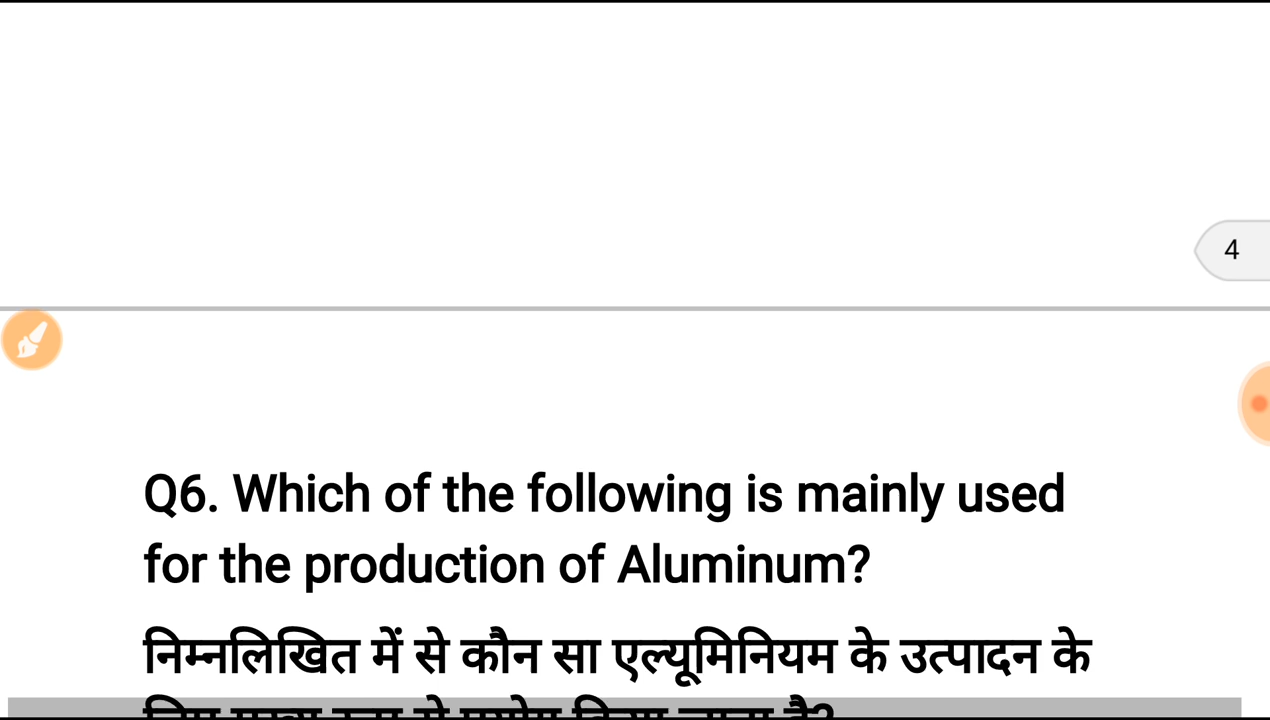 4
Q6. Which of the following is mainly used
for the production of Aluminum?
निम्नलिखित में से कौन सा एल्यूमिनियम के उत्पादन के
लिए मुख्य रूप से प्रयोग किया जाता है?